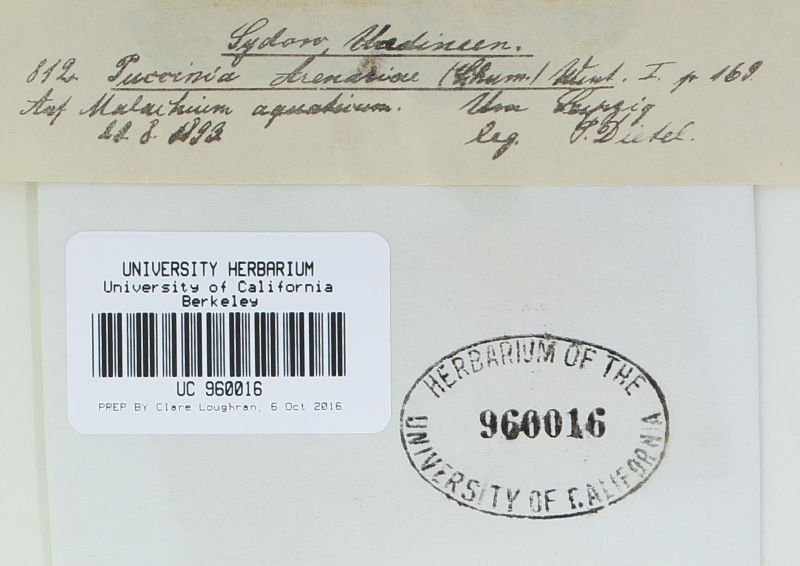 Sydow, Uredineen.
812. Puccinia Arenariae (Schum.) Wint. I. p 169
Auf Malachium aquaticum. Um Leipzig
22.8.1893 leg. P. Dietel.
UNIVERSITY HERBARIUM
University of California
Berkeley
UC 960016
PREP BY Clare Loughran, 6 Oct 2016
HERBARIUM OF THE
960016
UNIVERSITY OF CALIFORNIA